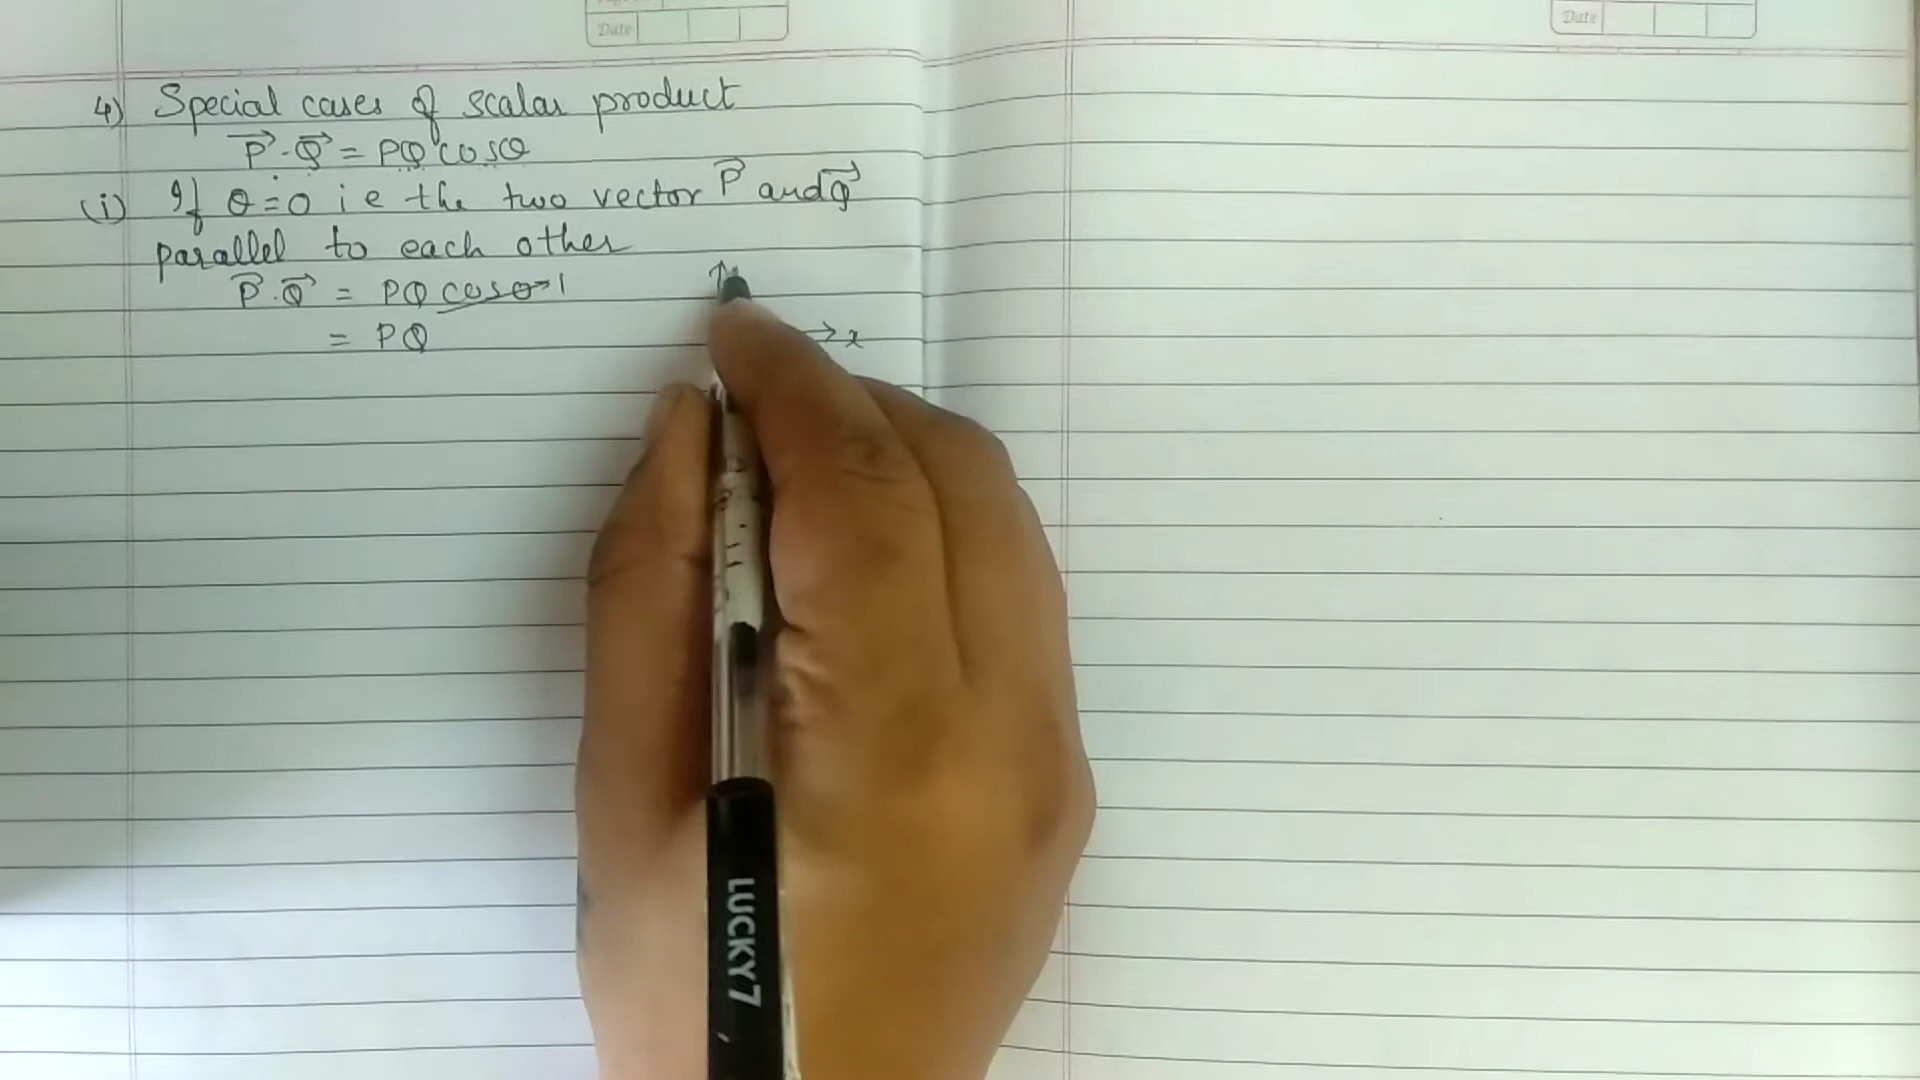 Date
Date
4) Special cases of scalar product
P⃗ . Q⃗ = PQ cosθ
(i) If θ = 0 i e the two vector P⃗ and Q⃗
parallel to each other
P⃗ . Q⃗ = PQ cos0→1
= PQ
x
LUCKY7